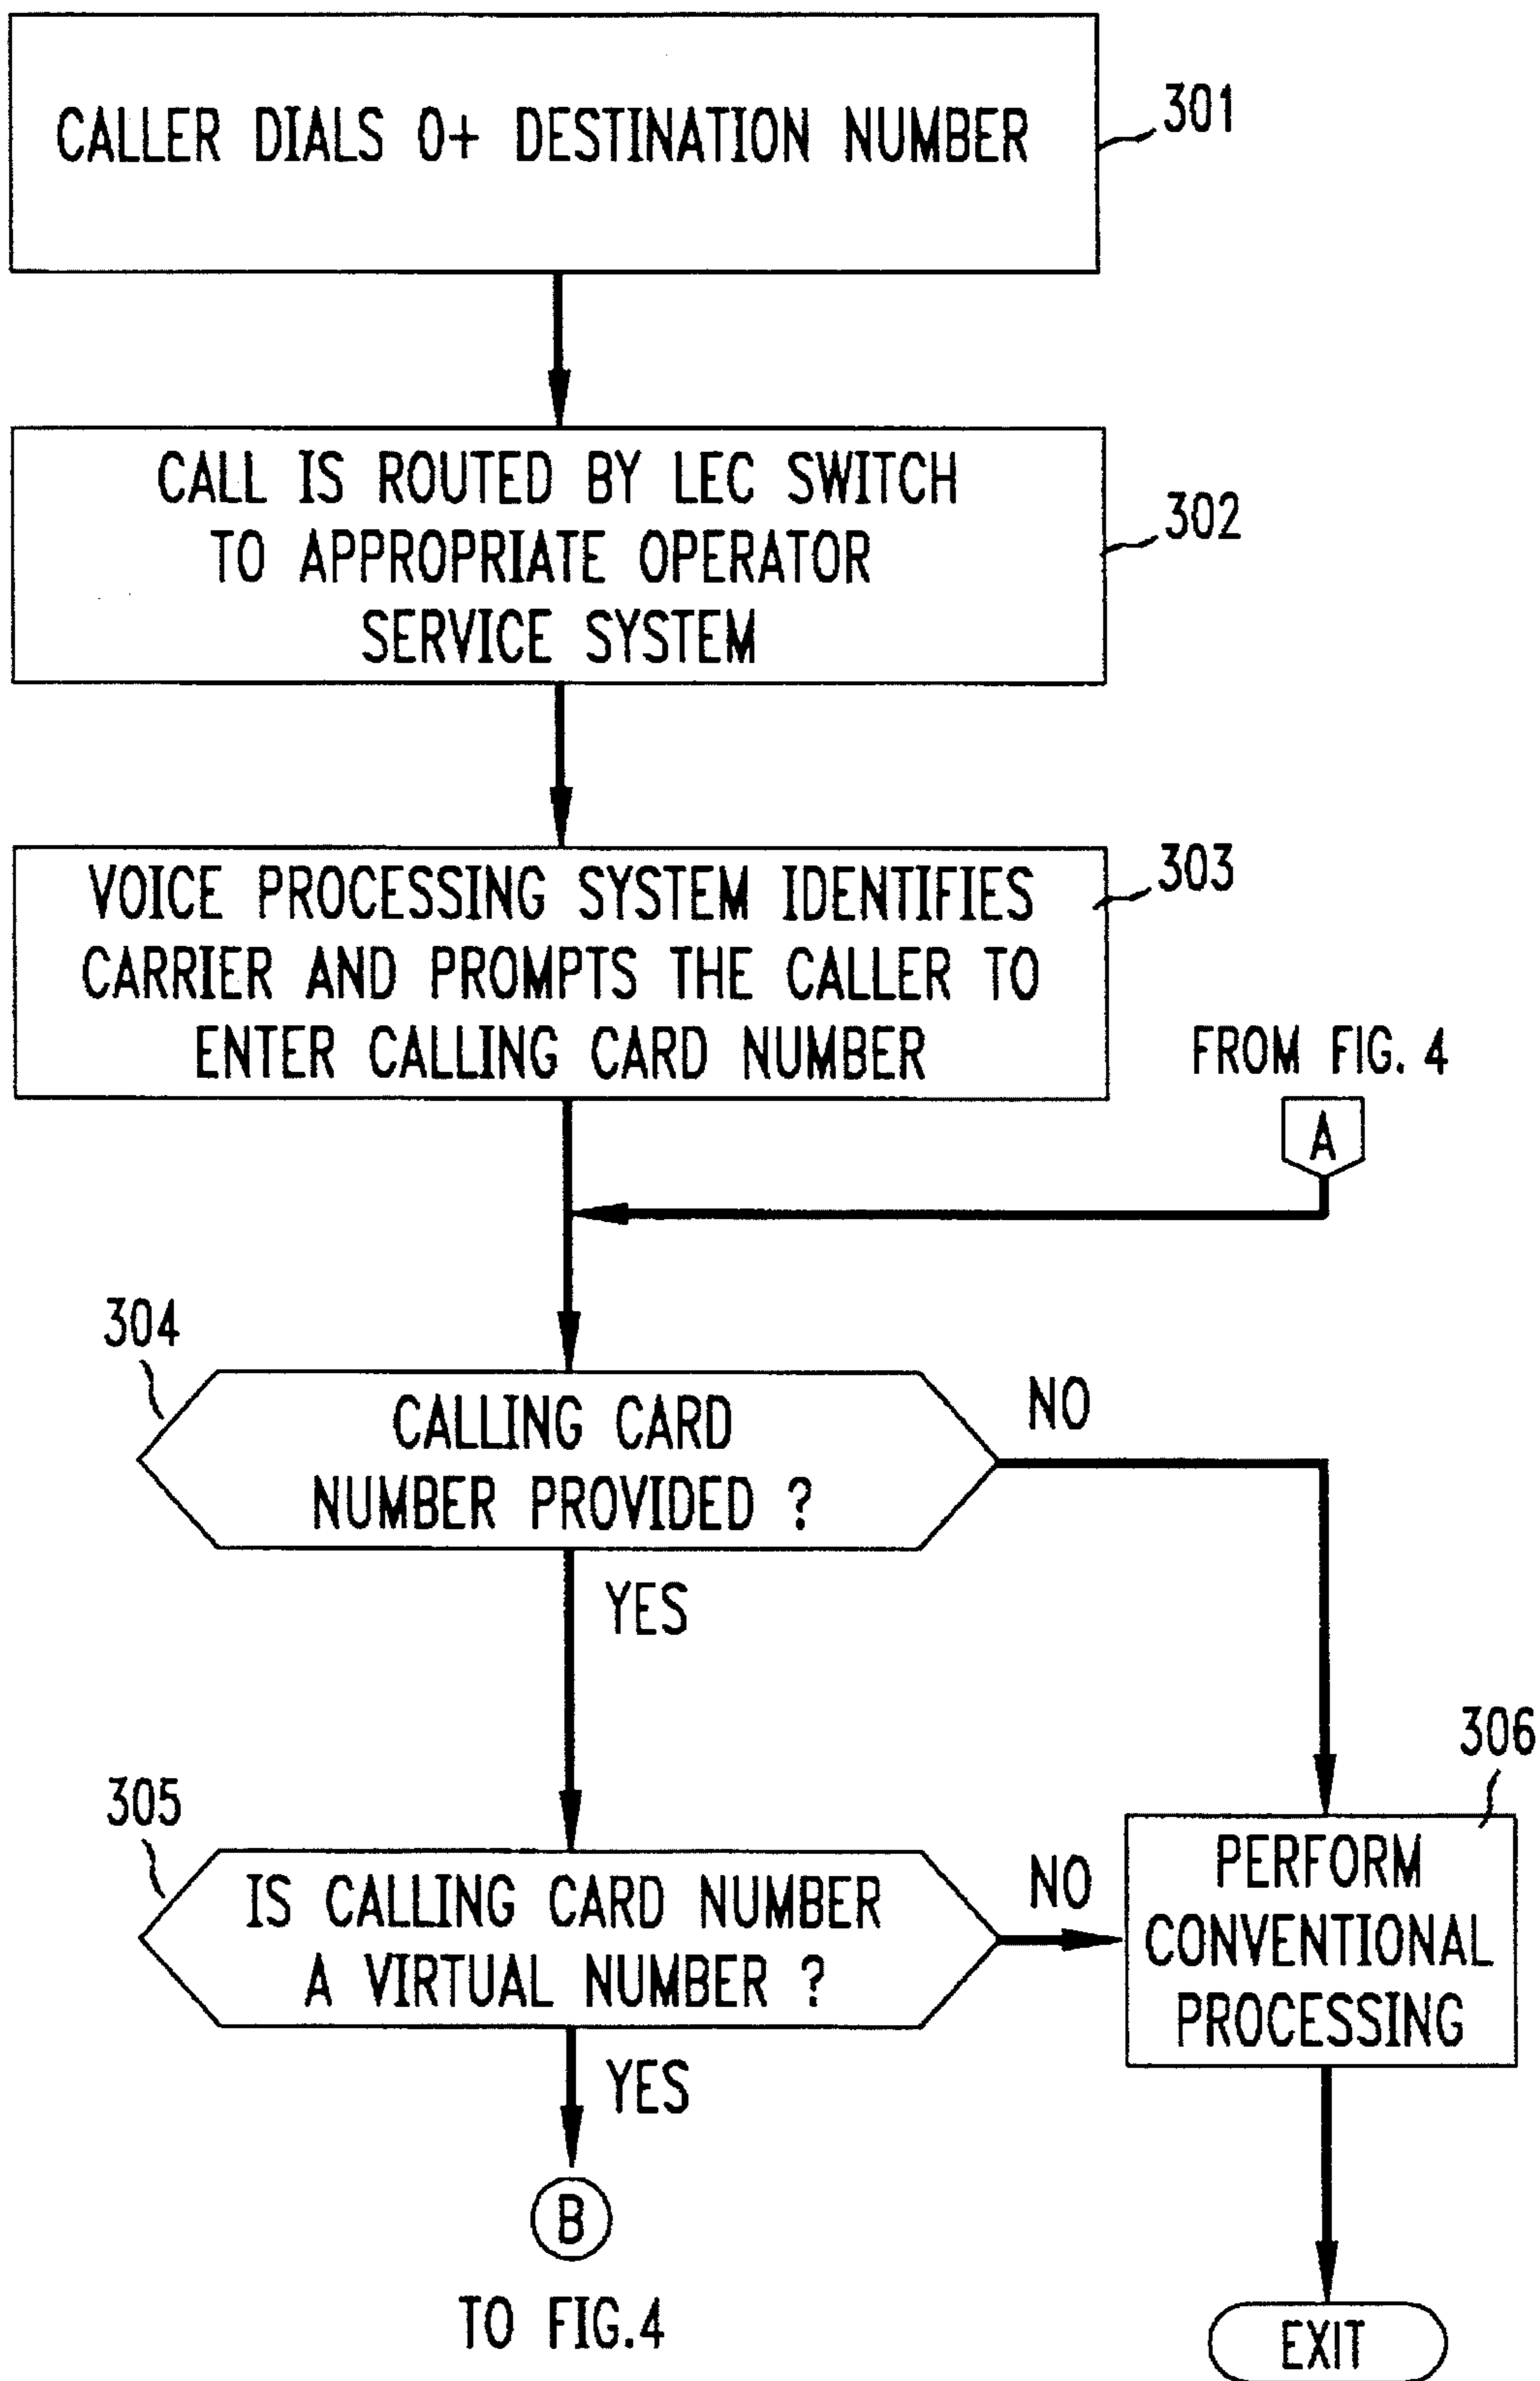 CALLER DIALS 0+ DESTINATION NUMBER
301
CALL IS ROUTED BY LEC SWITCH
TO APPROPRIATE OPERATOR
SERVICE SYSTEM
302
VOICE PROCESSING SYSTEM IDENTIFIES
CARRIER AND PROMPTS THE CALLER TO
ENTER CALLING CARD NUMBER
303
FROM FIG. 4
A
304
CALLING CARD
NUMBER PROVIDED ?
NO
YES
305
IS CALLING CARD NUMBER
A VIRTUAL NUMBER ?
NO
306
PERFORM
CONVENTIONAL
PROCESSING
YES
B
TO FIG.4
EXIT